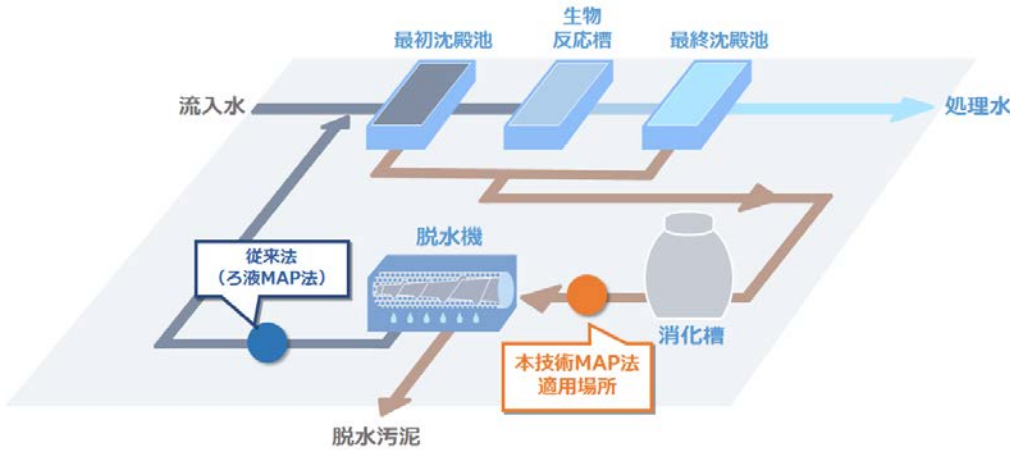 生物
反応槽
最初沈殿池
最終沈殿池
流入水
処理水
脱水機
従来法
（ろ液MAP法）
消化槽
本技術MAP法
適用場所
脱水汚泥